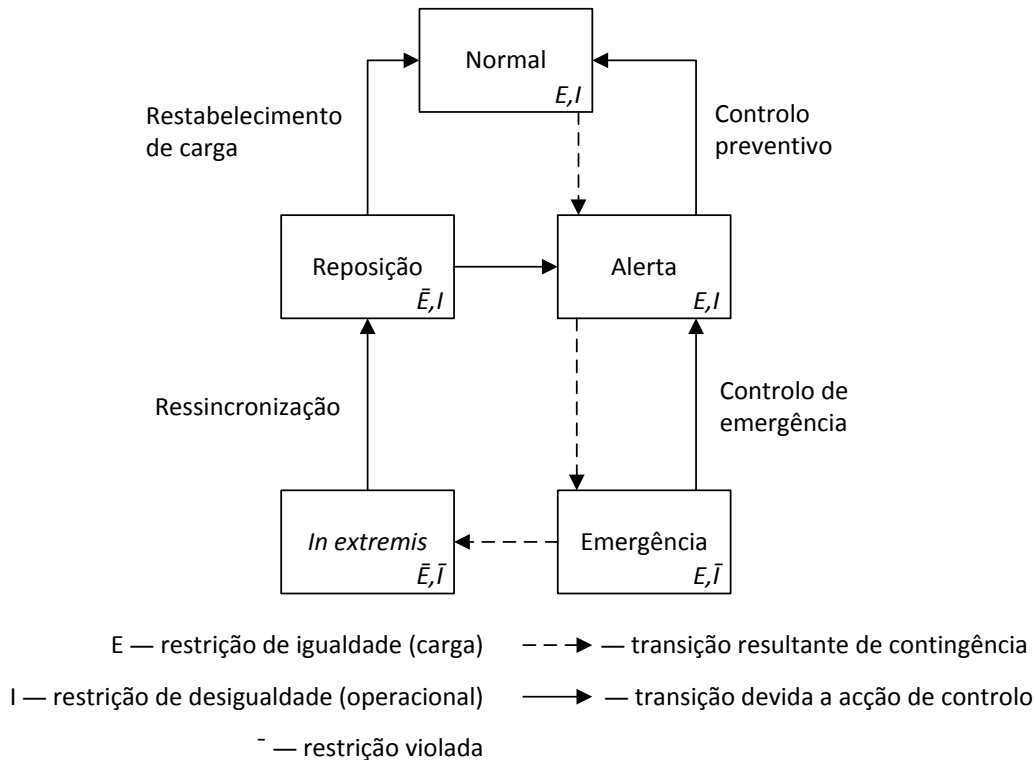 Normal
E,I
Restabelecimento
de carga
Controlo
preventivo
Reposição
Ē,I
Alerta
E,I
Ressincronização
Controlo de
emergência
In extremis
Ē,Ī
Emergência
E,Ī
E — restrição de igualdade (carga)
— transição resultante de contingência
I — restrição de desigualdade (operacional)
— transição devida a acção de controlo
¯ — restrição violada